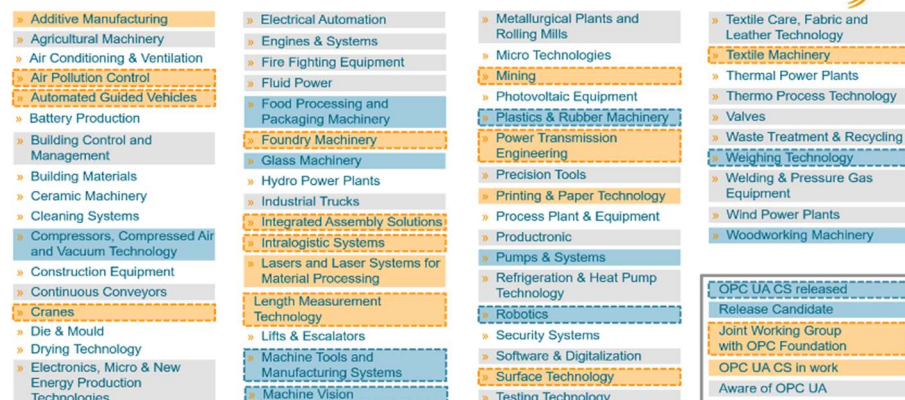 » Additive Manufacturing
» Agricultural Machinery
» Air Conditioning & Ventilation
» Air Pollution Control
» Automated Guided Vehicles
» Battery Production
» Building Control and
Management
» Building Materials
» Ceramic Machinery
» Cleaning Systems
» Compressors, Compressed Air
and Vacuum Technology
» Construction Equipment
» Continuous Conveyors
» Cranes
» Die & Mould
» Drying Technology
» Electronics, Micro & New
Energy Production
Technologies
» Electrical Automation
» Engines & Systems
» Fire Fighting Equipment
» Fluid Power
» Food Processing and
Packaging Machinery
» Foundry Machinery
» Glass Machinery
» Hydro Power Plants
» Industrial Trucks
» Integrated Assembly Solutions
» Intralogistic Systems
» Lasers and Laser Systems for
Material Processing
Length Measurement
Technology
» Lifts & Escalators
» Machine Tools and
Manufacturing Systems
» Machine Vision
» Metallurgical Plants and
Rolling Mills
» Micro Technologies
» Mining
» Photovoltaic Equipment
» Plastics & Rubber Machinery
» Power Transmission
Engineering
» Precision Tools
» Printing & Paper Technology
» Process Plant & Equipment
» Productronic
» Pumps & Systems
» Refrigeration & Heat Pump
Technology
» Robotics
» Security Systems
» Software & Digitalization
» Surface Technology
» Testing Technology
» Textile Care, Fabric and
Leather Technology
» Textile Machinery
» Thermal Power Plants
» Thermo Process Technology
» Valves
» Waste Treatment & Recycling
» Weighing Technology
» Welding & Pressure Gas
Equipment
» Wind Power Plants
» Woodworking Machinery
OPC UA CS released
Release Candidate
Joint Working Group
with OPC Foundation
OPC UA CS in work
Aware of OPC UA